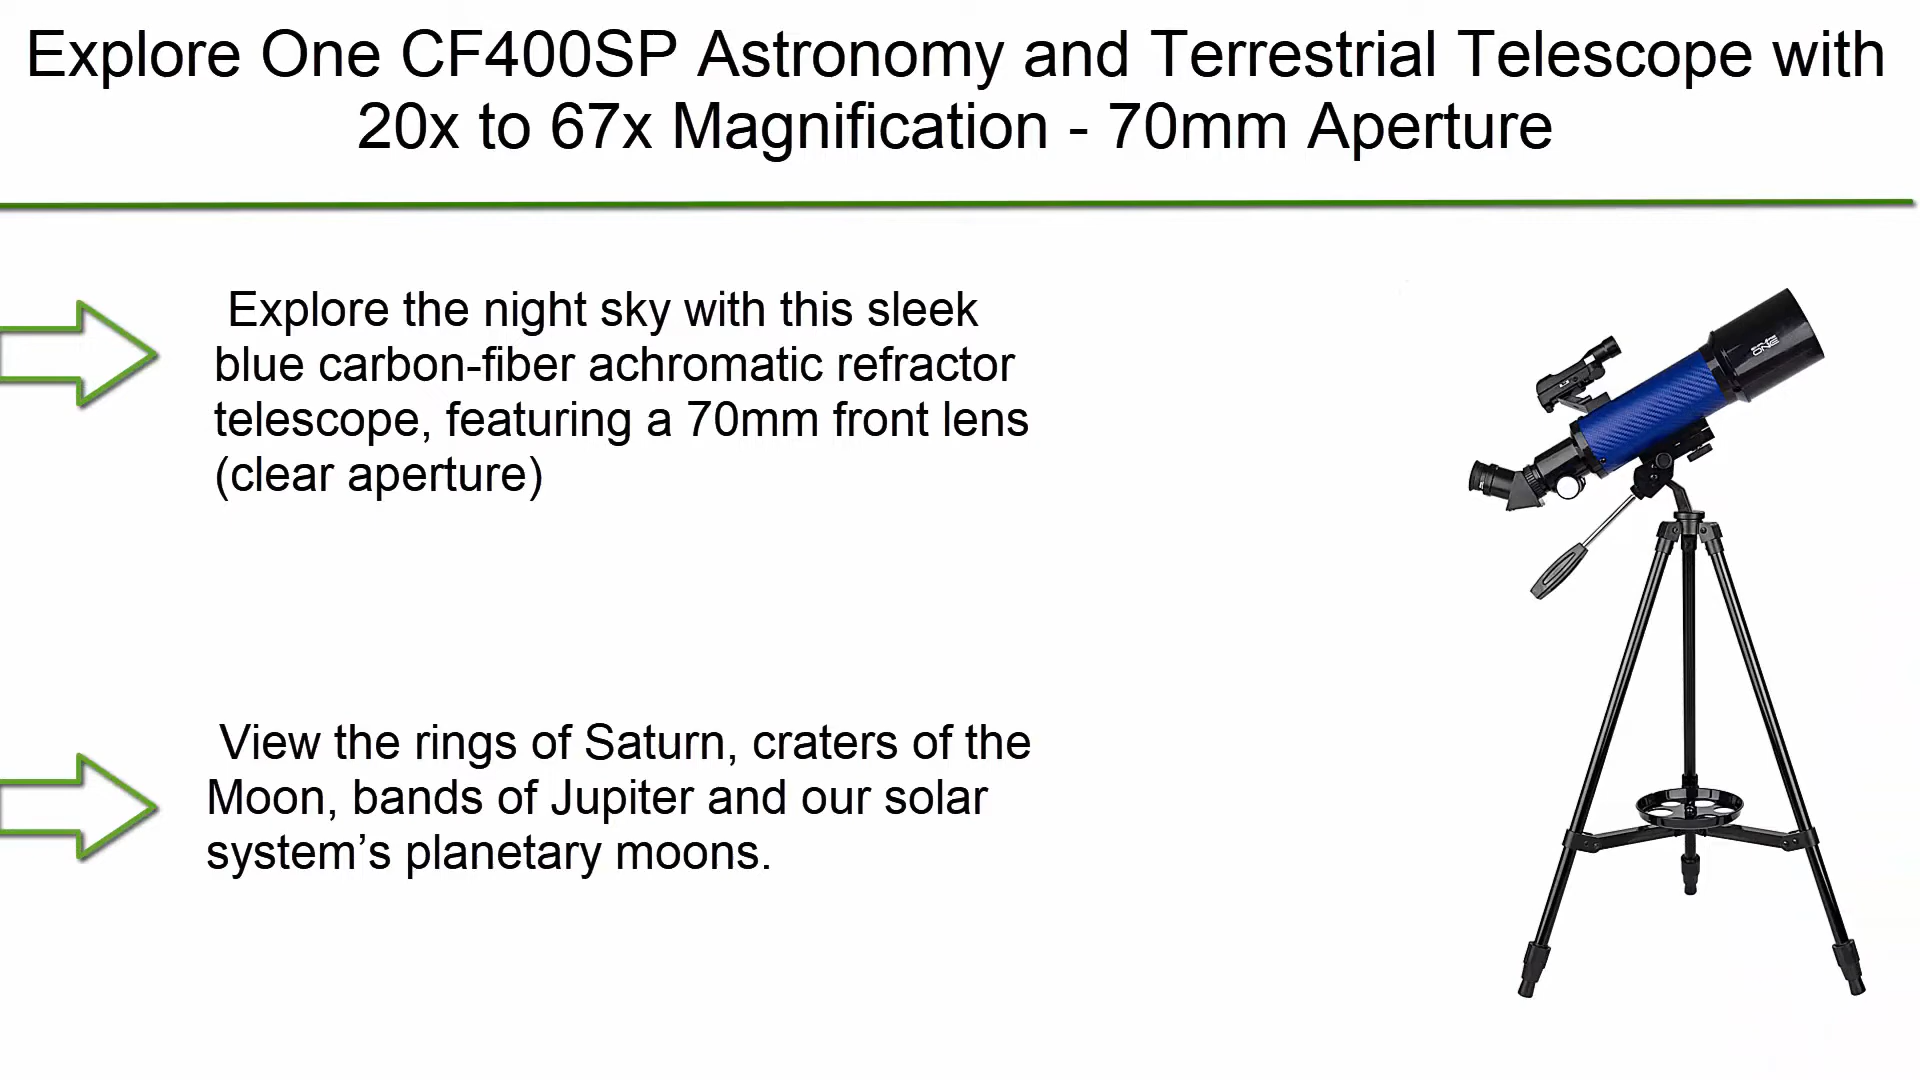 Explore One CF400SP Astronomy and Terrestrial Telescope with
20x to 67x Magnification - 70mm Aperture
Explore the night sky with this sleek
blue carbon-fiber achromatic refractor
telescope, featuring a 70mm front lens
(clear aperture)
View the rings of Saturn, craters of the
Moon, bands of Jupiter and our solar
system’s planetary moons.